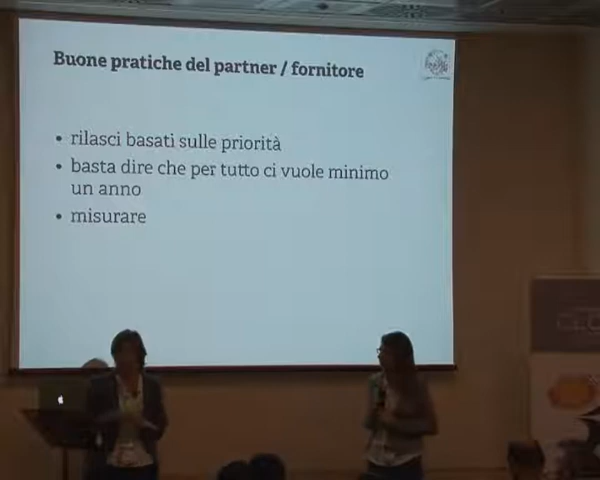 Buone pratiche del partner / fornitore
• rilasci basati sulle priorità
• basta dire che per tutto ci vuole minimo
un anno
• misurare